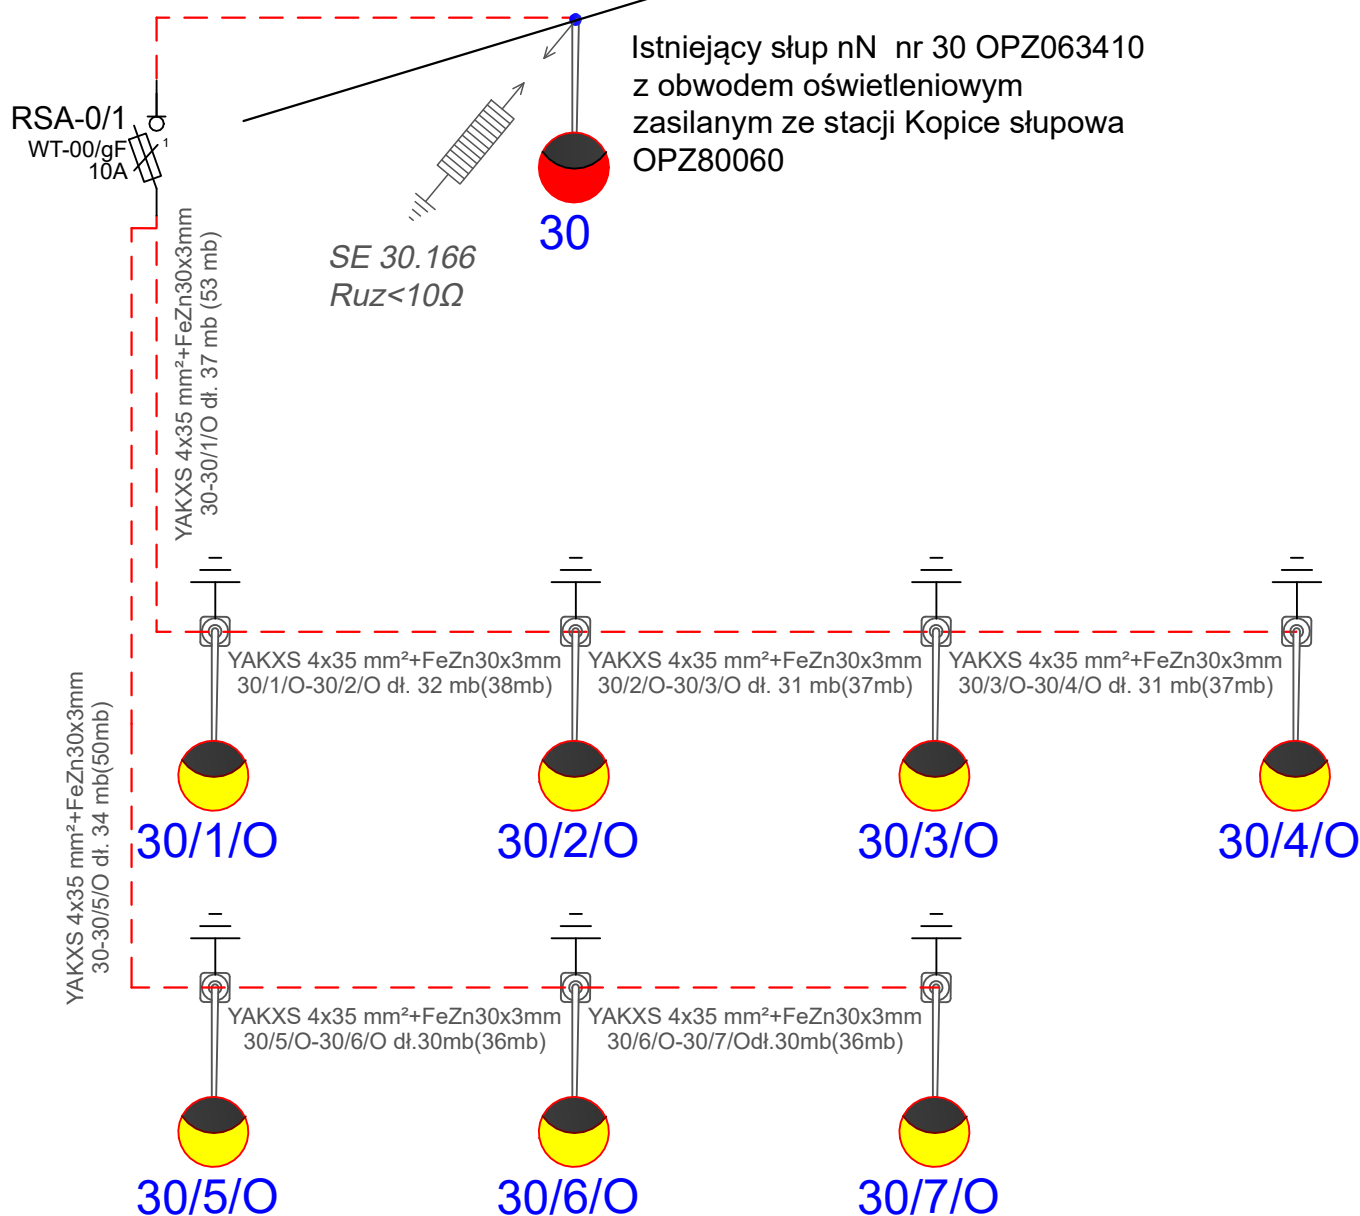 Istniejący słup nN nr 30 OPZ063410
z obwodem oświetleniowym
zasilanym ze stacji Kopice słupowa
OPZ80060
RSA-0/1
WT-00/gF
10A
1
30
SE 30.166
Ruz<10Ω
YAKXS 4x35 mm²+FeZn30x3mm
30-30/1/O dł. 37 mb (53 mb)
YAKXS 4x35 mm²+FeZn30x3mm
30/1/O-30/2/O dł. 32 mb(38mb)
YAKXS 4x35 mm²+FeZn30x3mm
30/2/O-30/3/O dł. 31 mb(37mb)
YAKXS 4x35 mm²+FeZn30x3mm
30/3/O-30/4/O dł. 31 mb(37mb)
30/1/O
30/2/O
30/3/O
30/4/O
YAKXS 4x35 mm²+FeZn30x3mm
30-30/5/O dł. 34 mb(50mb)
YAKXS 4x35 mm²+FeZn30x3mm
30/5/O-30/6/O dł.30mb(36mb)
YAKXS 4x35 mm²+FeZn30x3mm
30/6/O-30/7/Odł.30mb(36mb)
30/5/O
30/6/O
30/7/O